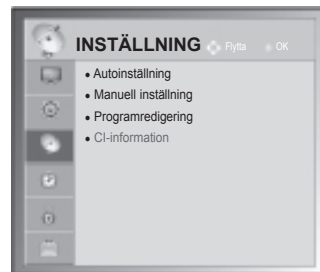 INSTÄLLNING Flytta OK
• Autoinställning
• Manuell inställning
• Programredigering
• CI-information